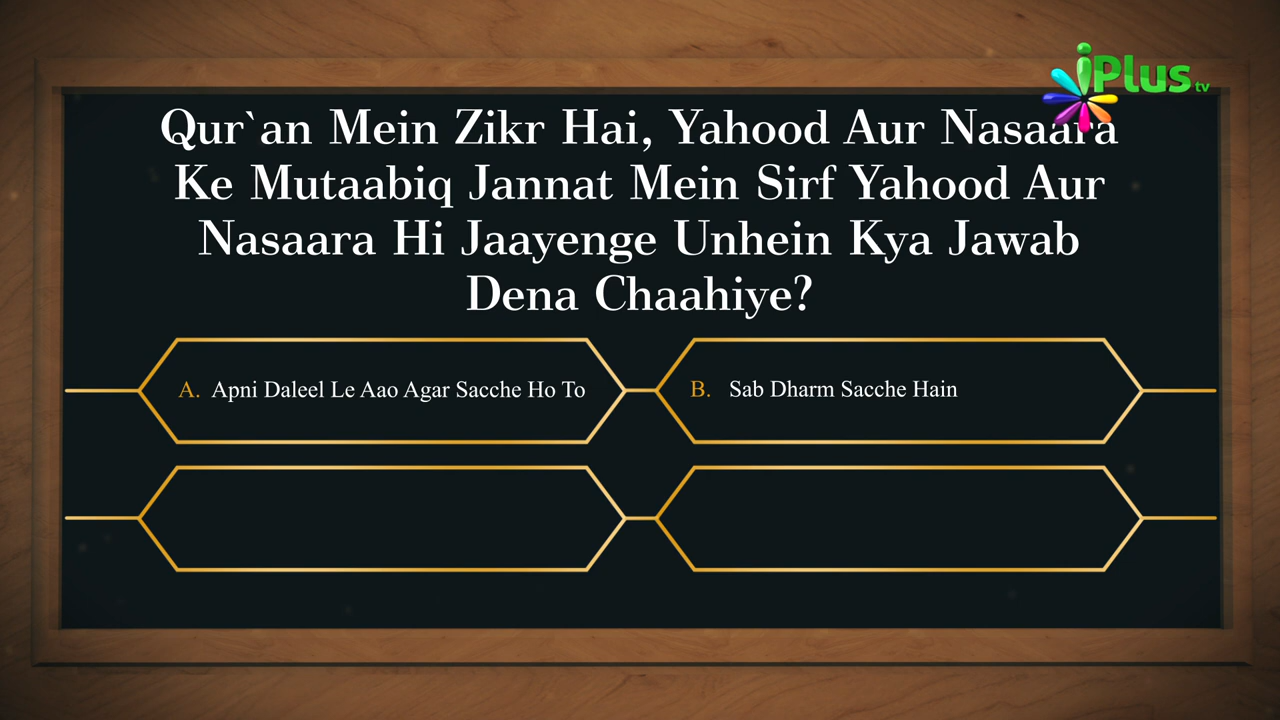 iPlus tv
Qur`an Mein Zikr Hai, Yahood Aur Nasaara
Ke Mutaabiq Jannat Mein Sirf Yahood Aur
Nasaara Hi Jaayenge Unhein Kya Jawab
Dena Chaahiye?
A. Apni Daleel Le Aao Agar Sacche Ho To
B. Sab Dharm Sacche Hain